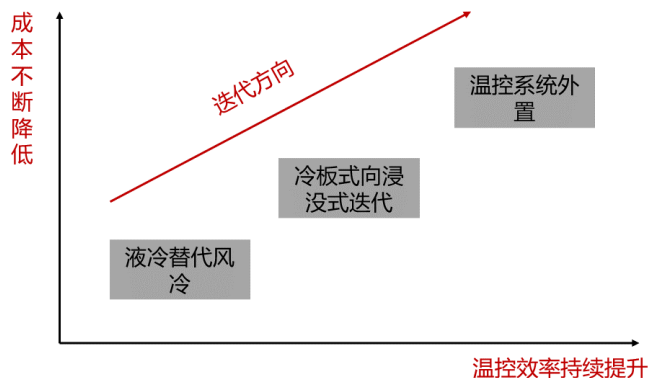 成本不断降低
迭代方向
温控系统外
置
冷板式向浸
没式迭代
液冷替代风
冷
温控效率持续提升